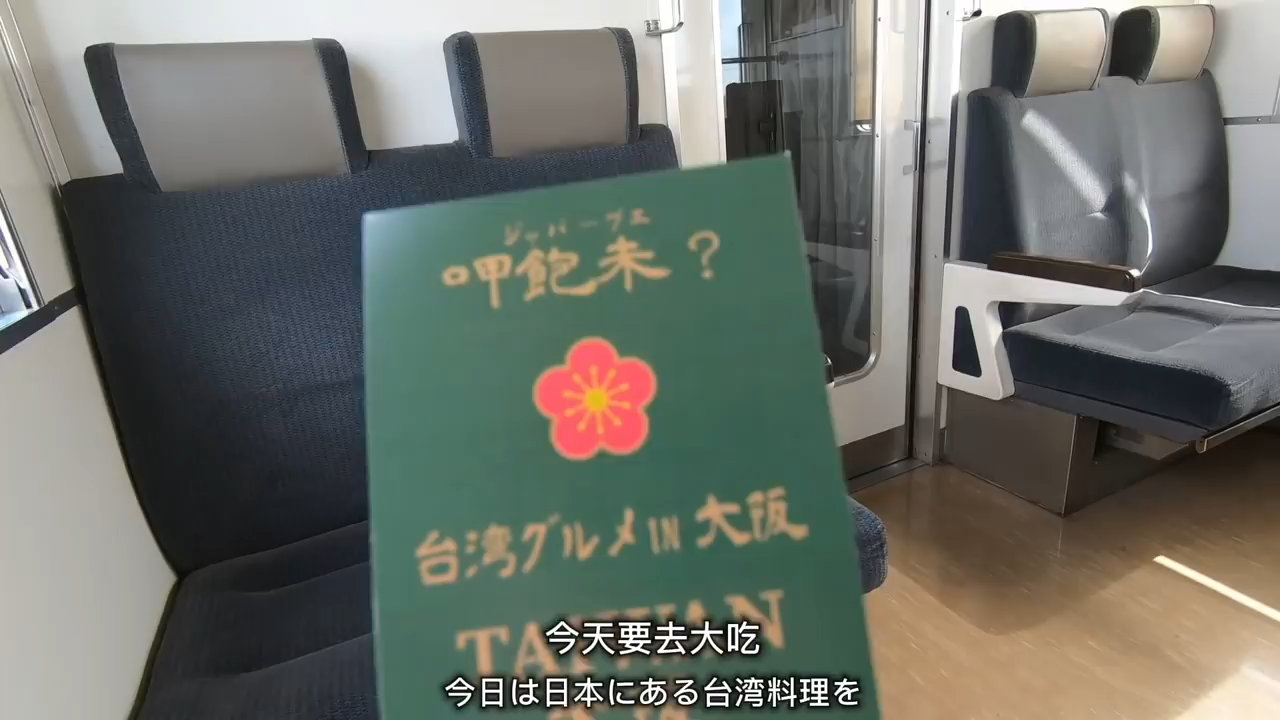 ジャバーブエ
呷飽未？
台湾グルメIN大阪
TAIWAN
今天要去大吃
今日は日本にある台湾料理を